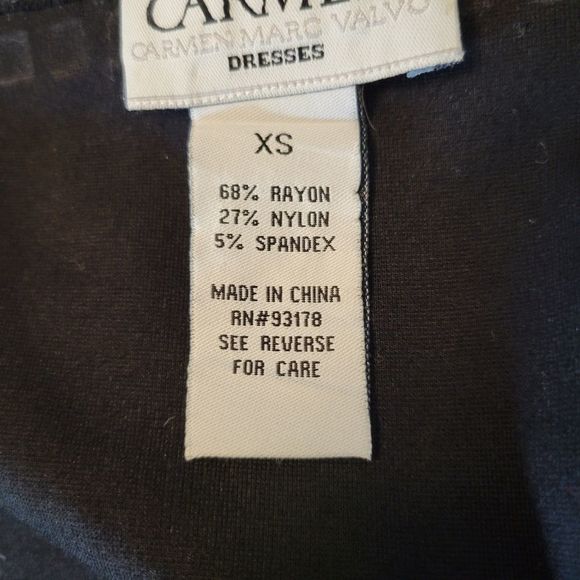 CARMEN MARC VALVO
DRESSES
XS
68% RAYON
27% NYLON
5% SPANDEX
MADE IN CHINA
RN#93178
SEE REVERSE
FOR CARE